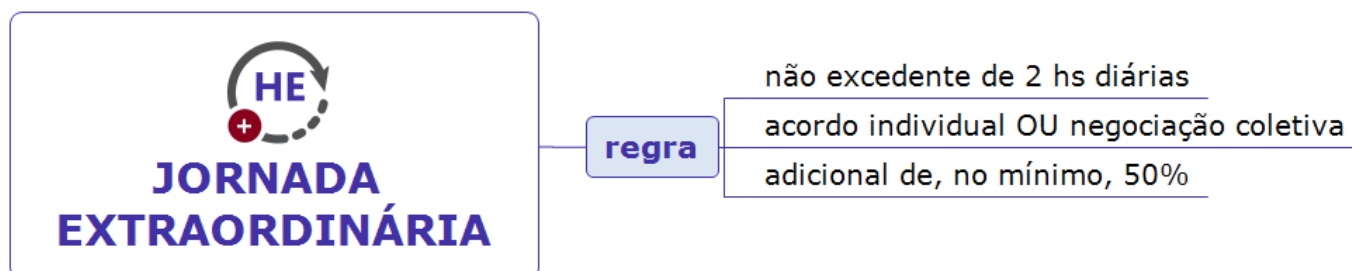 HE
+
JORNADA
EXTRAORDINÁRIA
regra
não excedente de 2 hs diárias
acordo individual OU negociação coletiva
adicional de, no mínimo, 50%